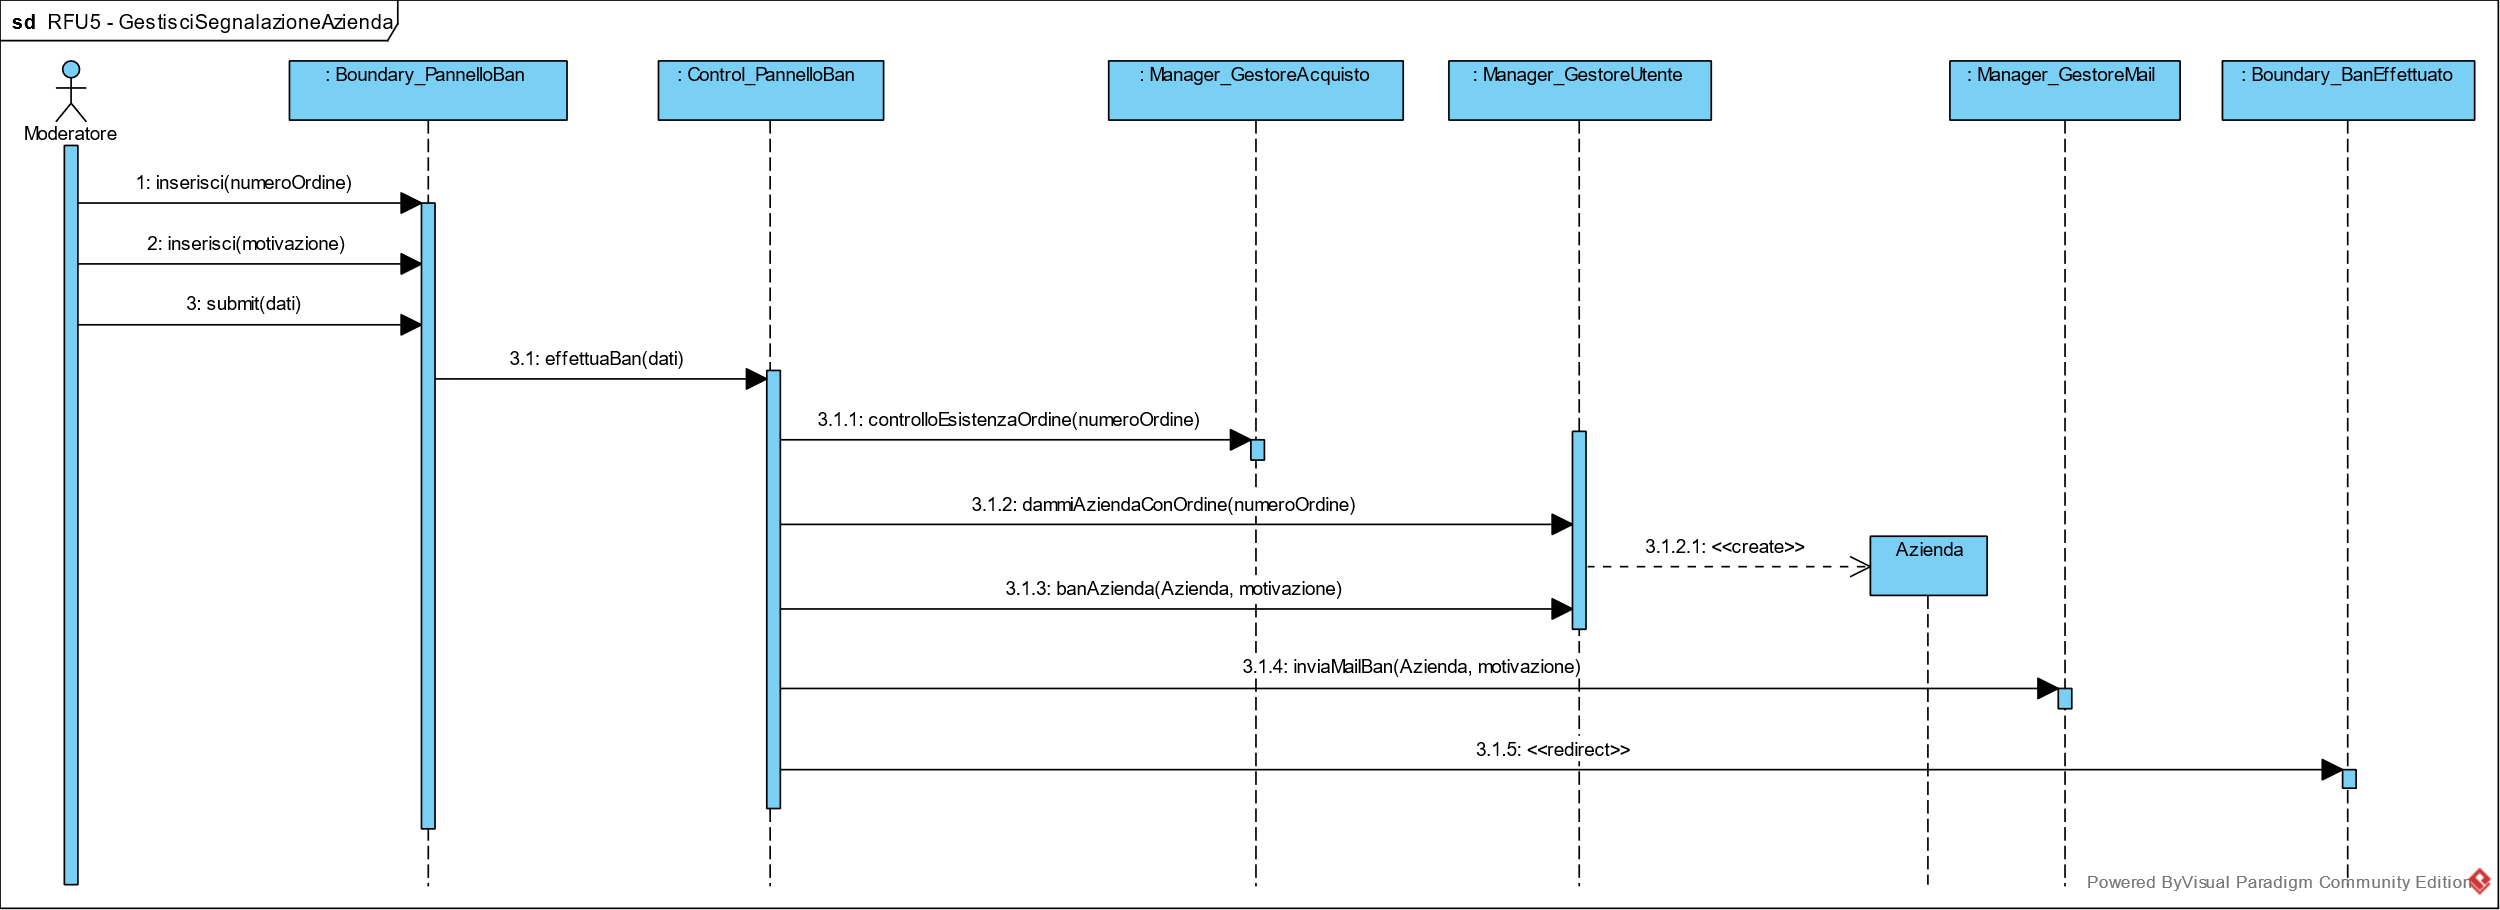 sd RFU5 - GestisciSegnalazioneAzienda
: Boundary_PannelloBan
: Control_PannelloBan
: Manager_GestoreAcquisto
: Manager_GestoreUtente
: Manager_GestoreMail
: Boundary_BanEffettuato
Moderatore
1: inserisci(numeroOrdine)
2: inserisci(motivazione)
3: submit(dati)
3.1: effettuaBan(dati)
3.1.1: controlloEsistenzaOrdine(numeroOrdine)
3.1.2: dammiAziendaConOrdine(numeroOrdine)
3.1.2.1: <<create>>
Azienda
3.1.3: banAzienda(Azienda, motivazione)
3.1.4: inviaMailBan(Azienda, motivazione)
3.1.5: <<redirect>>
Powered ByVisual Paradigm Community Edition